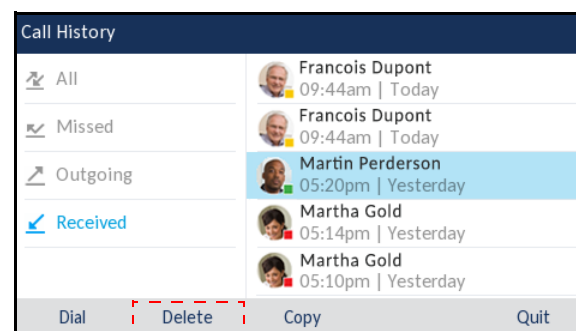 Call History
All
Missed
Outgoing
Received
Francois Dupont
09:44am | Today
Francois Dupont
09:44am | Today
Martin Perderson
05:20pm | Yesterday
Martha Gold
05:14pm | Yesterday
Martha Gold
05:10pm | Yesterday
Dial Delete Copy Quit